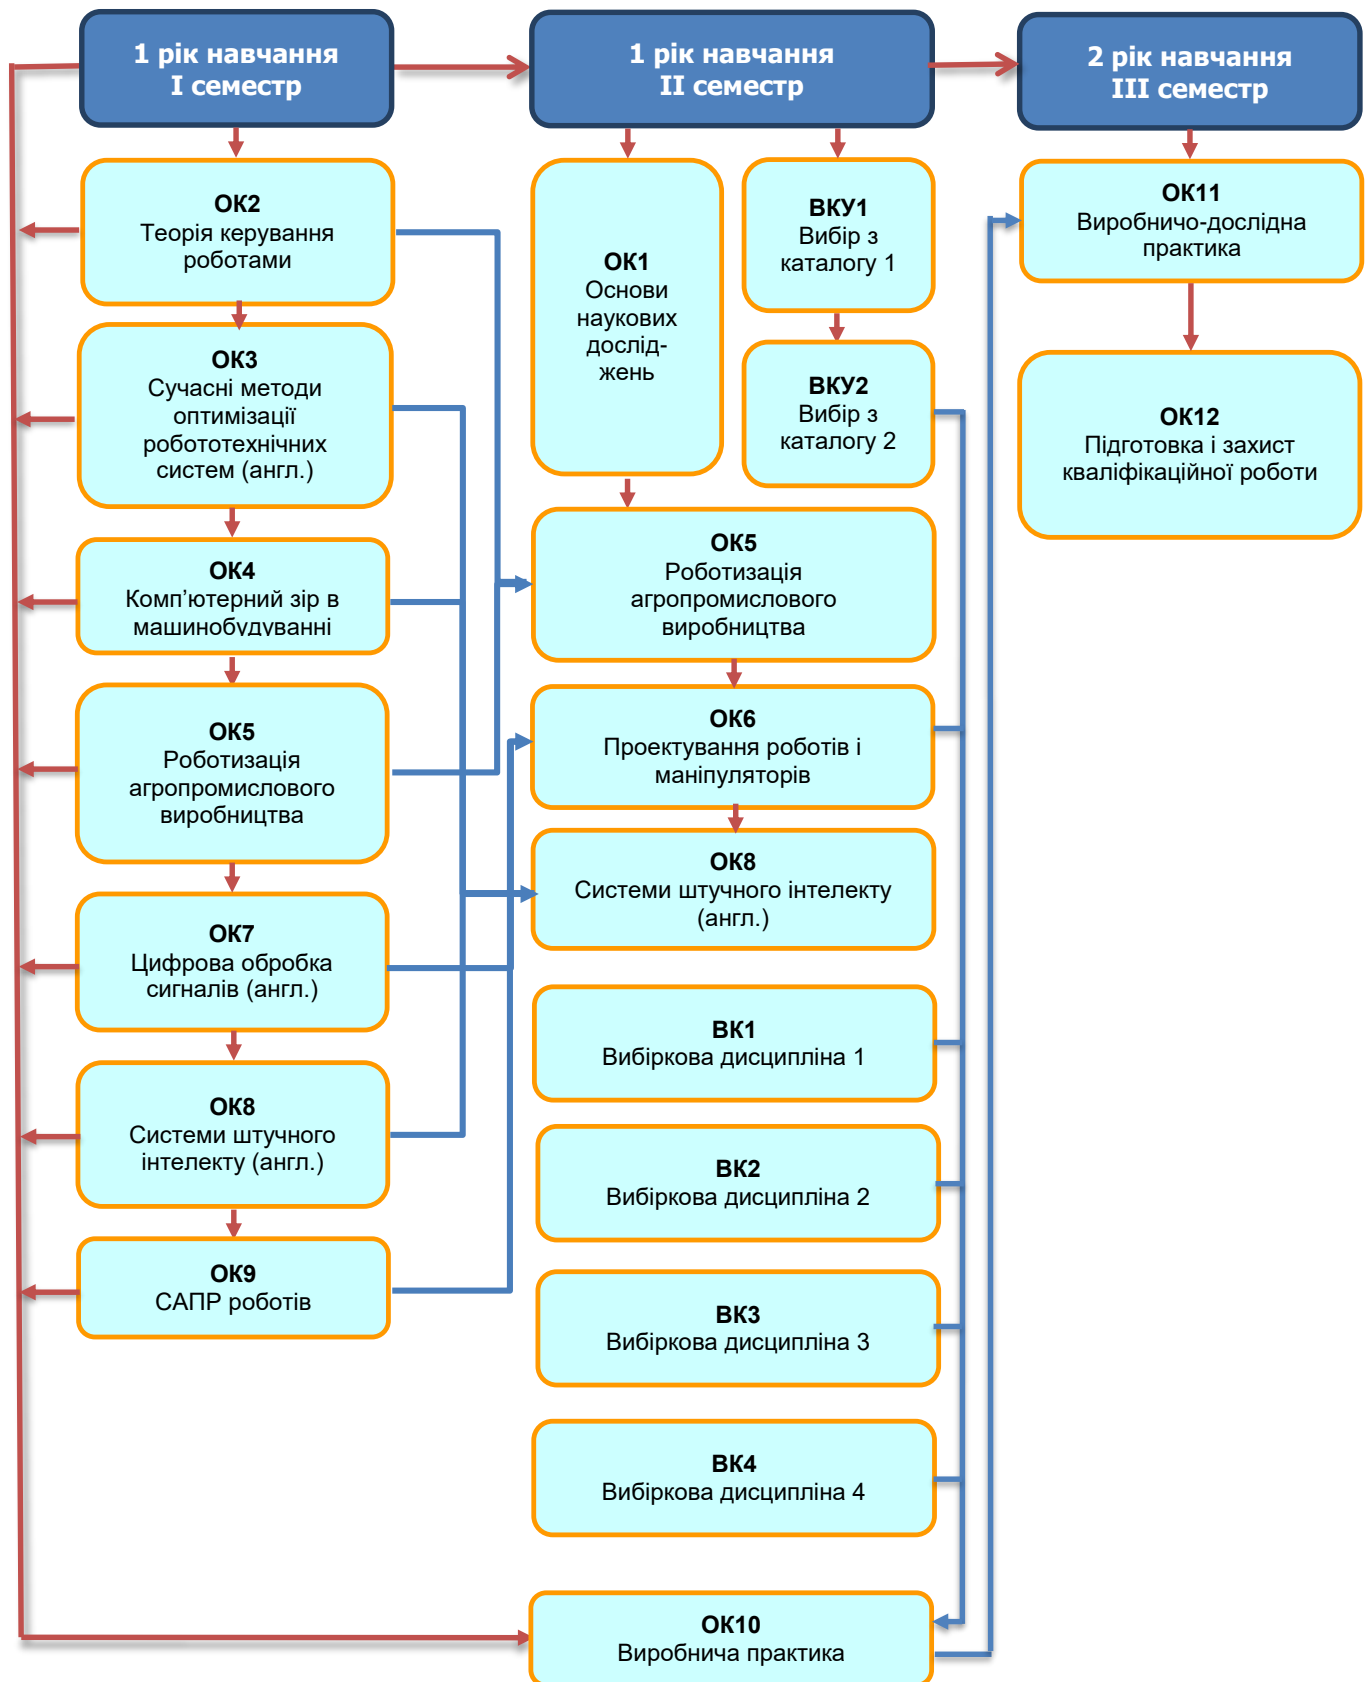 1 рік навчання
I семестр
1 рік навчання
II семестр
2 рік навчання
III семестр
ОК2
Теорія керування
роботами
ОК3
Сучасні методи
оптимізації
робототехнічних
систем (англ.)
ОК4
Комп’ютерний зір в
машинобудуванні
ОК5
Роботизація
агропромислового
виробництва
ОК7
Цифрова обробка
сигналів (англ.)
ОК8
Системи штучного
інтелекту (англ.)
ОК9
САПР роботів
ОК1
Основи
наукових
дослід-
жень
ВКУ1
Вибір з
каталогу 1
ВКУ2
Вибір з
каталогу 2
ОК5
Роботизація
агропромислового
виробництва
ОК6
Проектування роботів і
маніпуляторів
ОК8
Системи штучного інтелекту
(англ.)
ВК1
Вибіркова дисципліна 1
ВК2
Вибіркова дисципліна 2
ВК3
Вибіркова дисципліна 3
ВК4
Вибіркова дисципліна 4
ОК10
Виробнича практика
ОК11
Виробничо-дослідна
практика
ОК12
Підготовка і захист
кваліфікаційної роботи